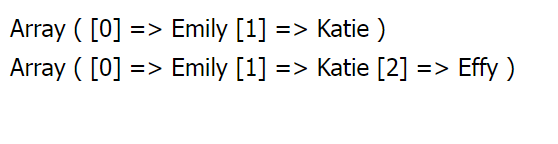 Array ( [0] => Emily [1] => Katie )
Array ( [0] => Emily [1] => Katie [2] => Effy )